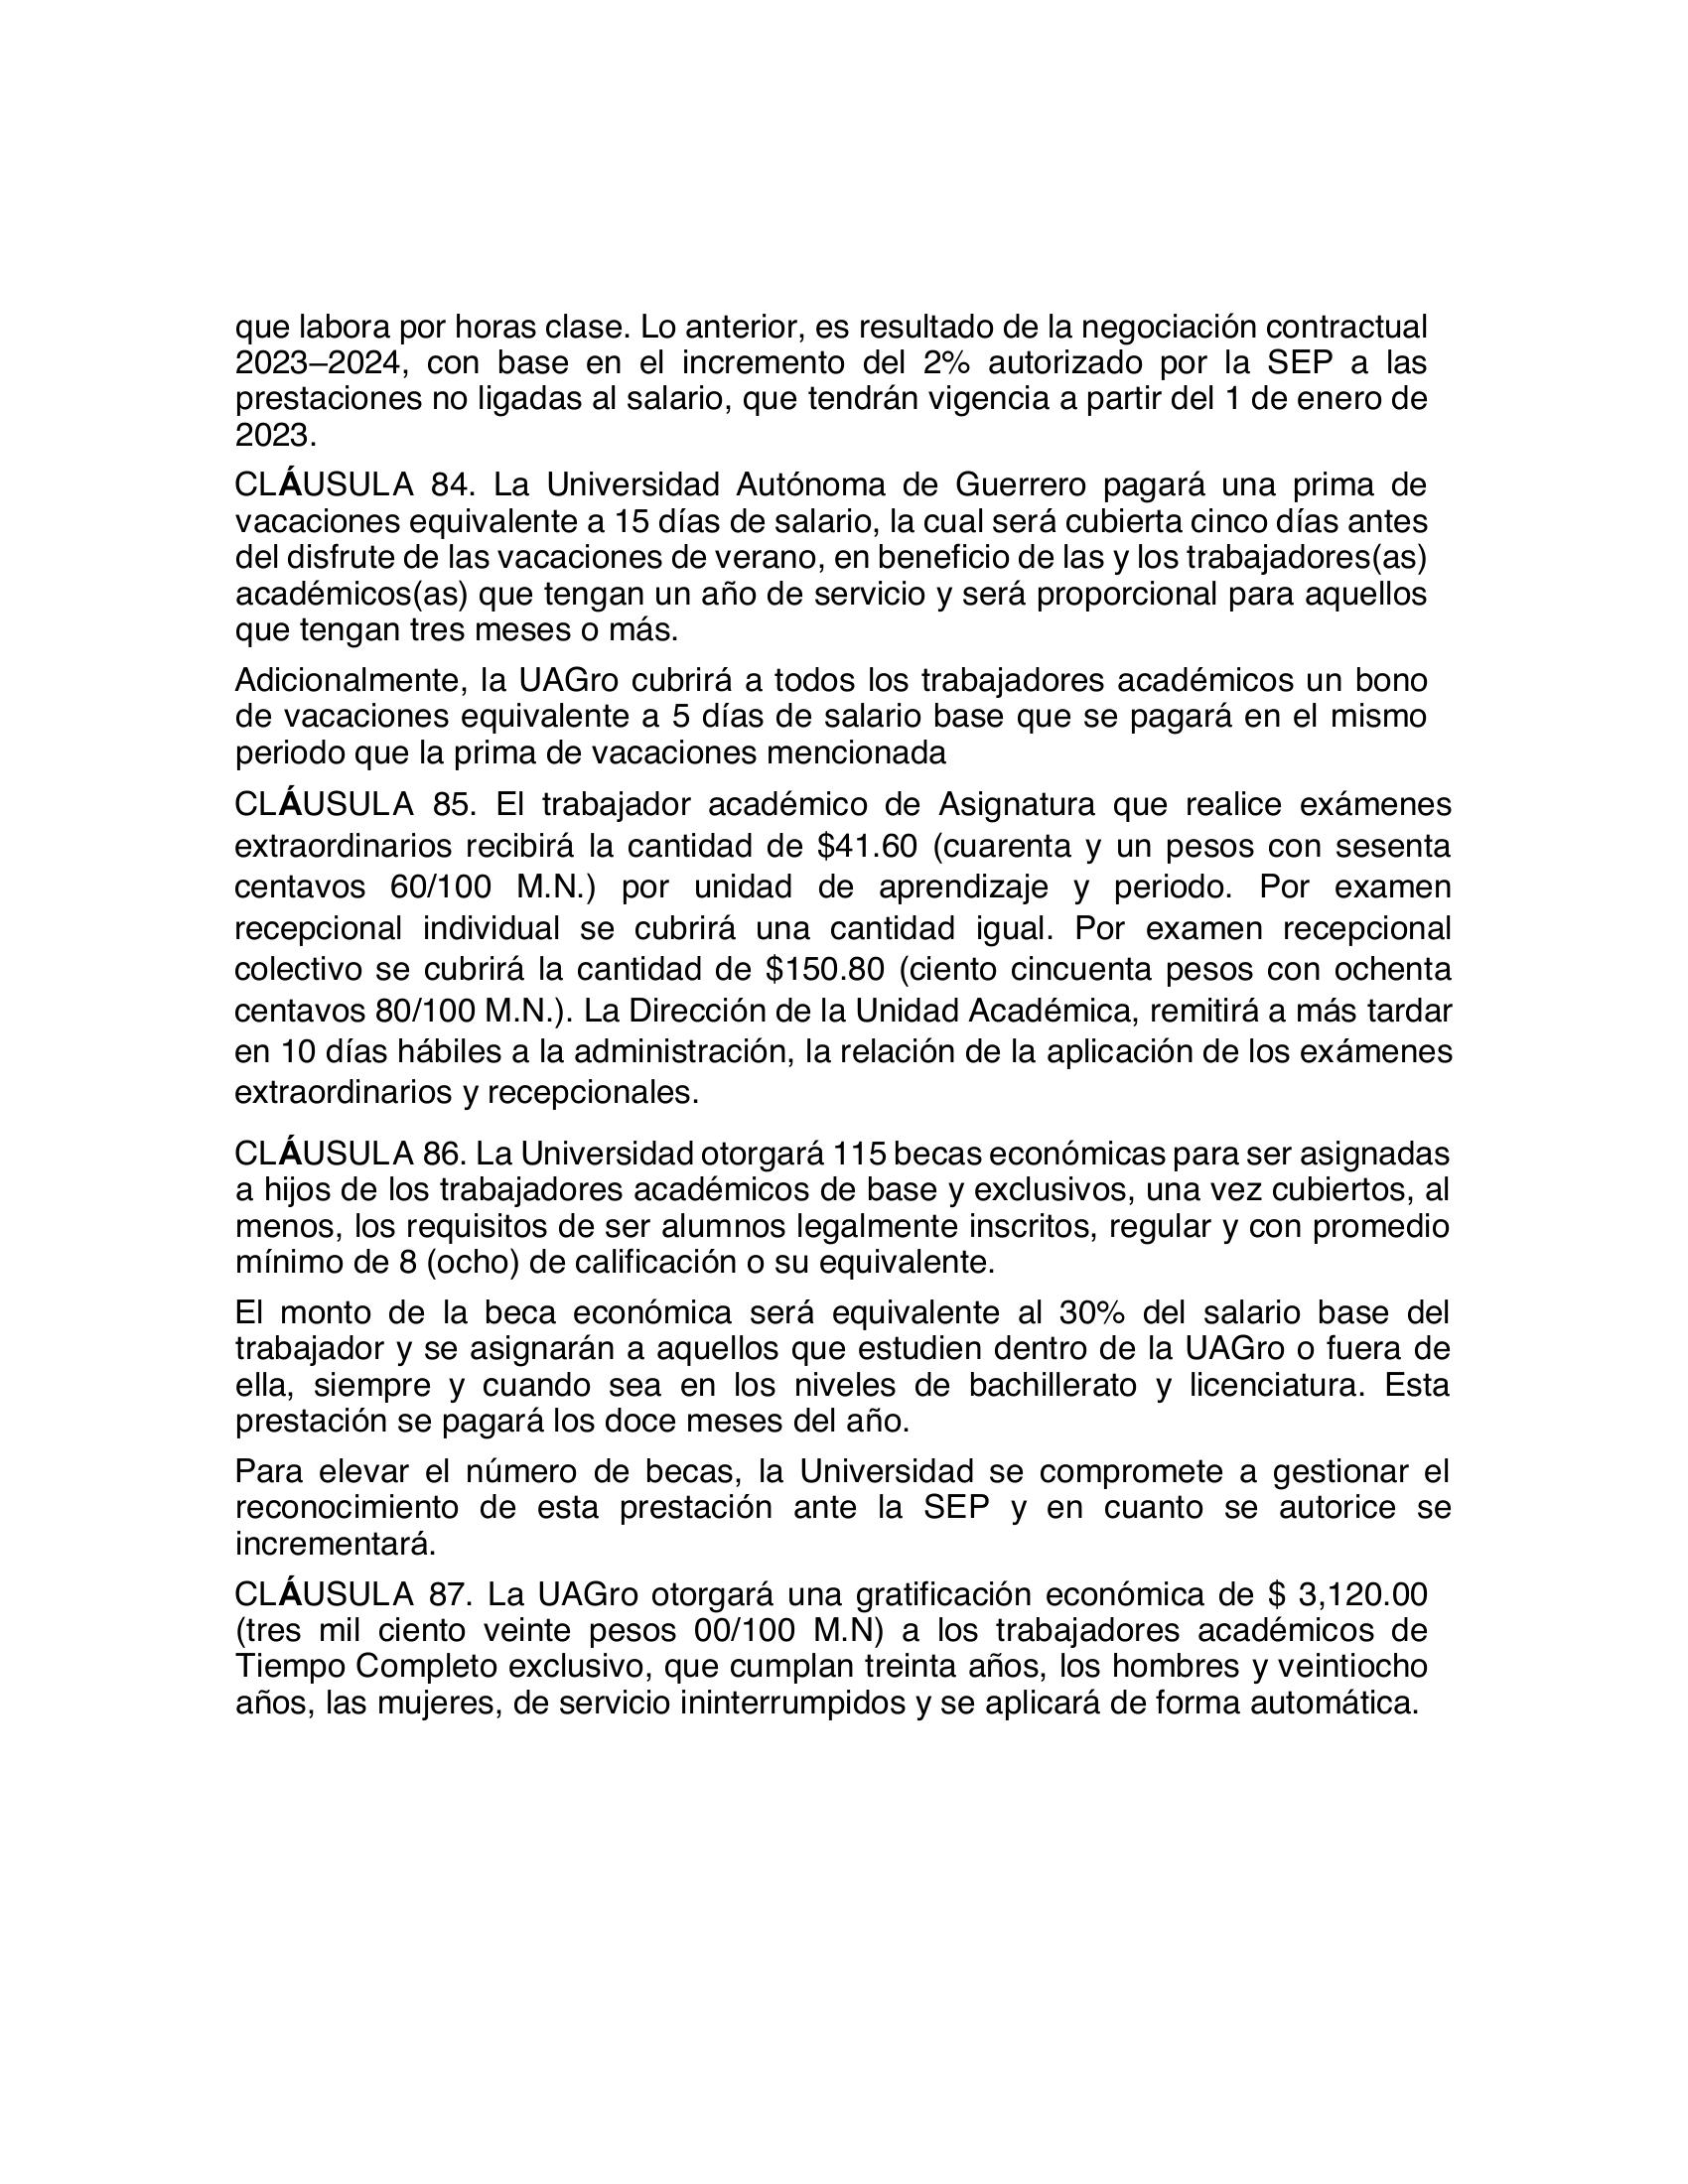 que labora por horas clase. Lo anterior, es resultado de la negociación contractual
2023–2024, con base en el incremento del 2% autorizado por la SEP a las
prestaciones no ligadas al salario, que tendrán vigencia a partir del 1 de enero de
2023.
CLÁUSULA 84. La Universidad Autónoma de Guerrero pagará una prima de
vacaciones equivalente a 15 días de salario, la cual será cubierta cinco días antes
del disfrute de las vacaciones de verano, en beneficio de las y los trabajadores(as)
académicos(as) que tengan un año de servicio y será proporcional para aquellos
que tengan tres meses o más.
Adicionalmente, la UAGro cubrirá a todos los trabajadores académicos un bono
de vacaciones equivalente a 5 días de salario base que se pagará en el mismo
periodo que la prima de vacaciones mencionada
CLÁUSULA 85. El trabajador académico de Asignatura que realice exámenes
extraordinarios recibirá la cantidad de $41.60 (cuarenta y un pesos con sesenta
centavos 60/100 M.N.) por unidad de aprendizaje y periodo. Por examen
recepcional individual se cubrirá una cantidad igual. Por examen recepcional
colectivo se cubrirá la cantidad de $150.80 (ciento cincuenta pesos con ochenta
centavos 80/100 M.N.). La Dirección de la Unidad Académica, remitirá a más tardar
en 10 días hábiles a la administración, la relación de la aplicación de los exámenes
extraordinarios y recepcionales.
CLÁUSULA 86. La Universidad otorgará 115 becas económicas para ser asignadas
a hijos de los trabajadores académicos de base y exclusivos, una vez cubiertos, al
menos, los requisitos de ser alumnos legalmente inscritos, regular y con promedio
mínimo de 8 (ocho) de calificación o su equivalente.
El monto de la beca económica será equivalente al 30% del salario base del
trabajador y se asignarán a aquellos que estudien dentro de la UAGro o fuera de
ella, siempre y cuando sea en los niveles de bachillerato y licenciatura. Esta
prestación se pagará los doce meses del año.
Para elevar el número de becas, la Universidad se compromete a gestionar el
reconocimiento de esta prestación ante la SEP y en cuanto se autorice se
incrementará.
CLÁUSULA 87. La UAGro otorgará una gratificación económica de $ 3,120.00
(tres mil ciento veinte pesos 00/100 M.N) a los trabajadores académicos de
Tiempo Completo exclusivo, que cumplan treinta años, los hombres y veintiocho
años, las mujeres, de servicio ininterrumpidos y se aplicará de forma automática.